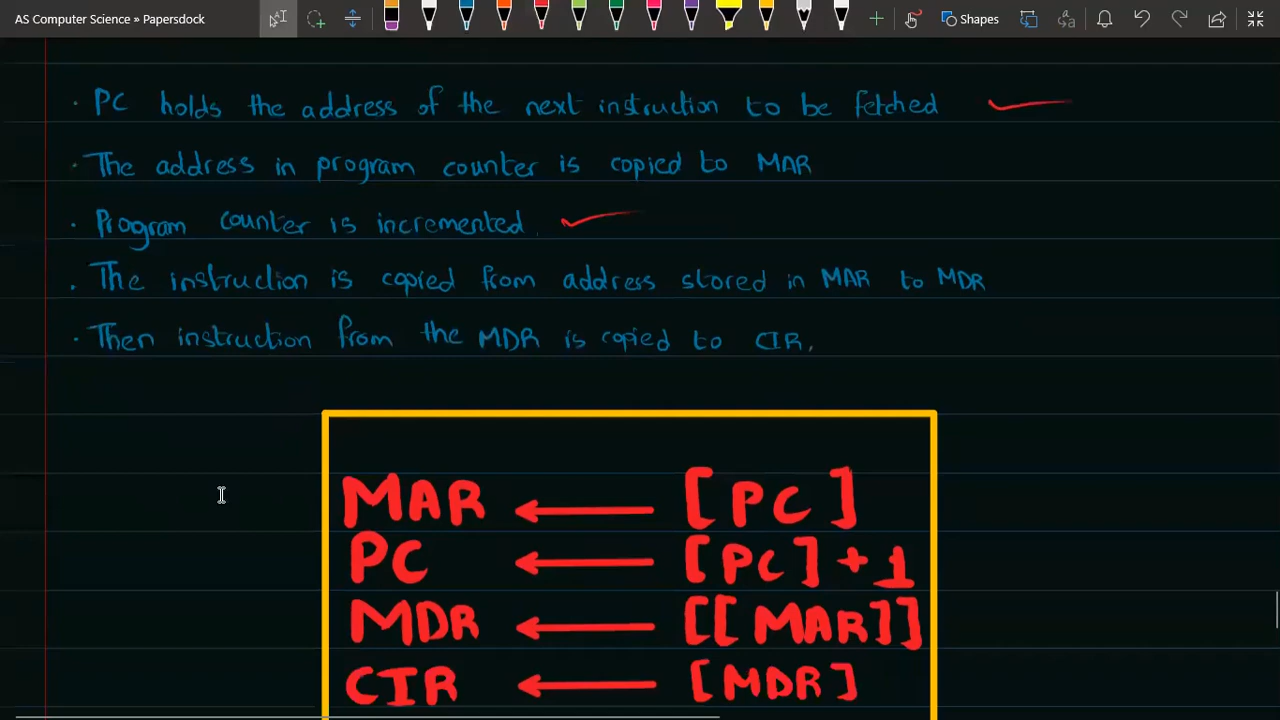 AS Computer Science » Papersdock
Shapes
· PC holds the address of the next instruction to be fetched
· The address in program counter is copied to MAR
· Program counter is incremented.
. The instruction is copied from address stored in MAR to MDR
· Then instruction from the MDR is copied to CIR.
MAR ← [PC]
PC ← [PC] + 1
MDR ← [[MAR]]
CIR ← [MDR]